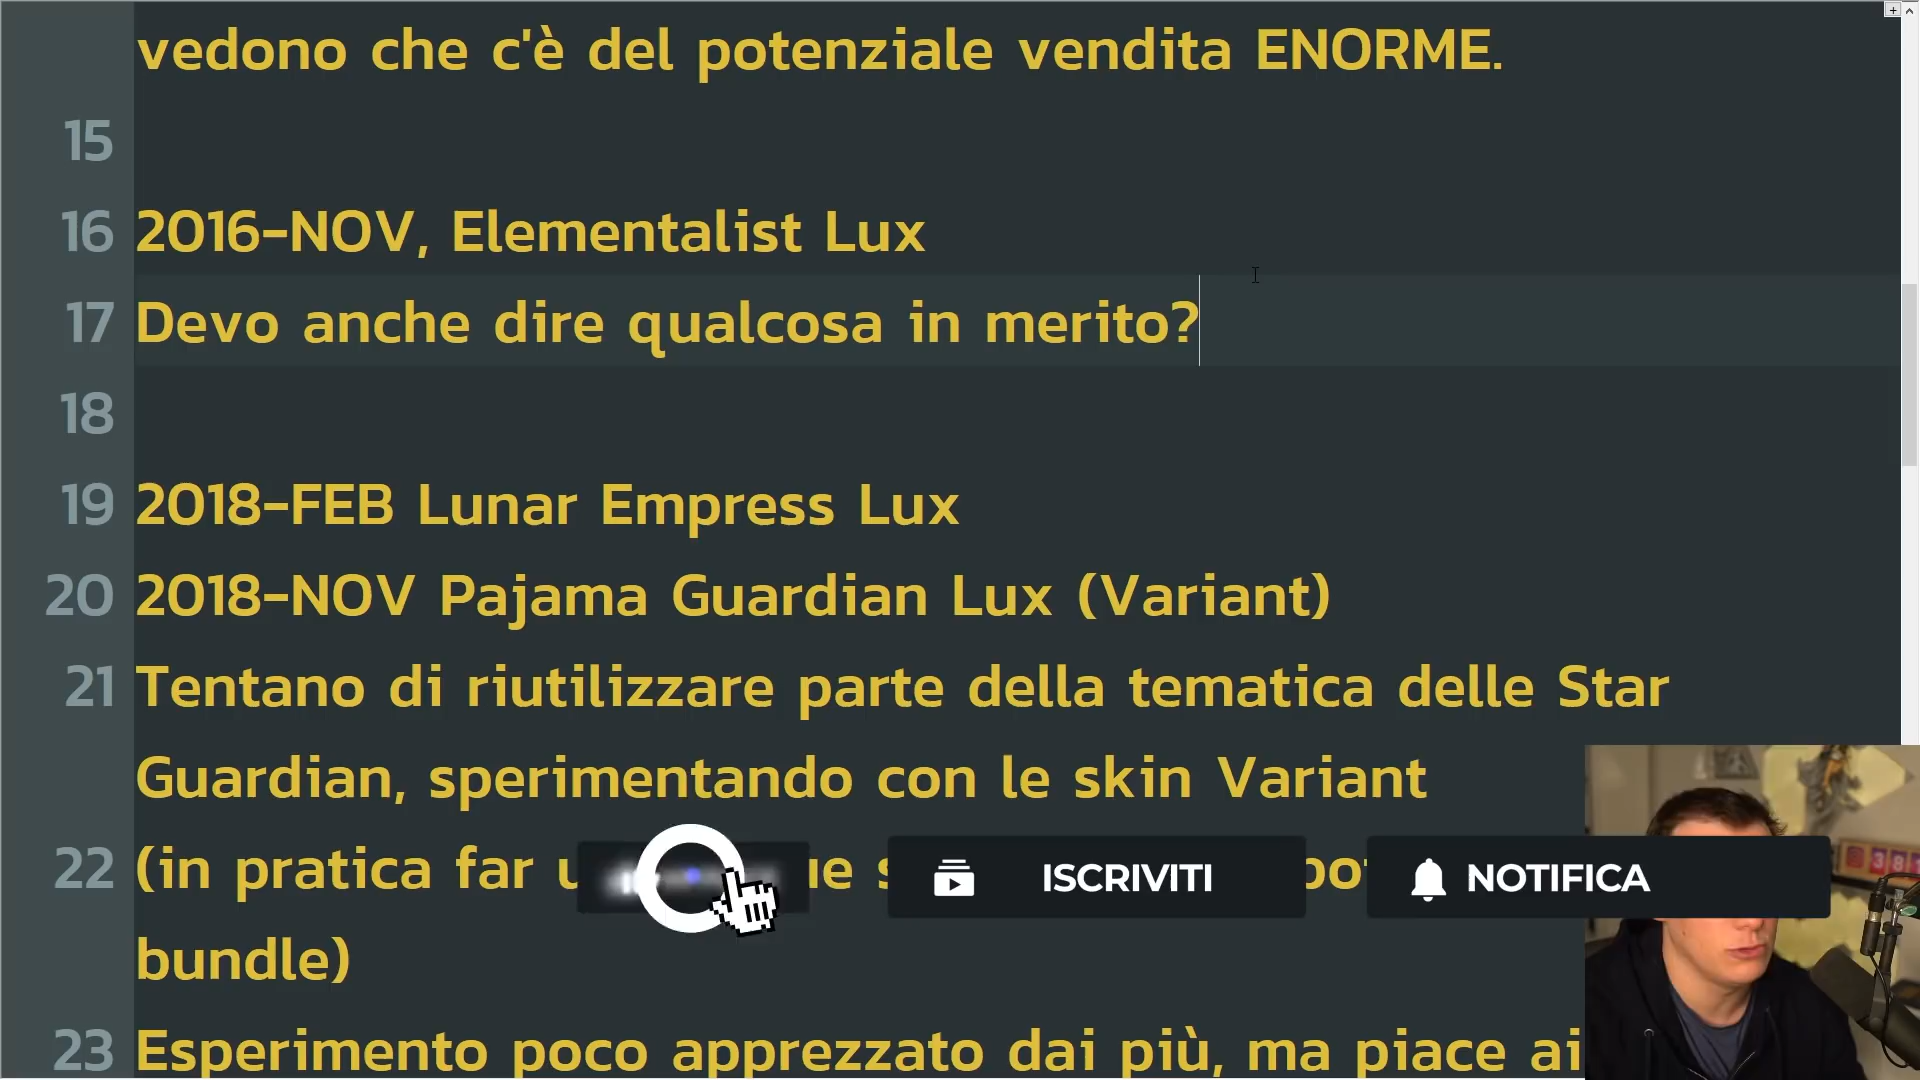 vedono che c'è del potenziale vendita ENORME.
15
16 2016-NOV, Elementalist Lux
17 Devo anche dire qualcosa in merito?
18
19 2018-FEB Lunar Empress Lux
20 2018-NOV Pajama Guardian Lux (Variant)
21 Tentano di riutilizzare parte della tematica delle Star
Guardian, sperimentando con le skin Variant
22 (in pratica far
ISCRIVITI
NOTIFICA
bundle)
23 Esperimento poco apprezzato dai più, ma piace ai